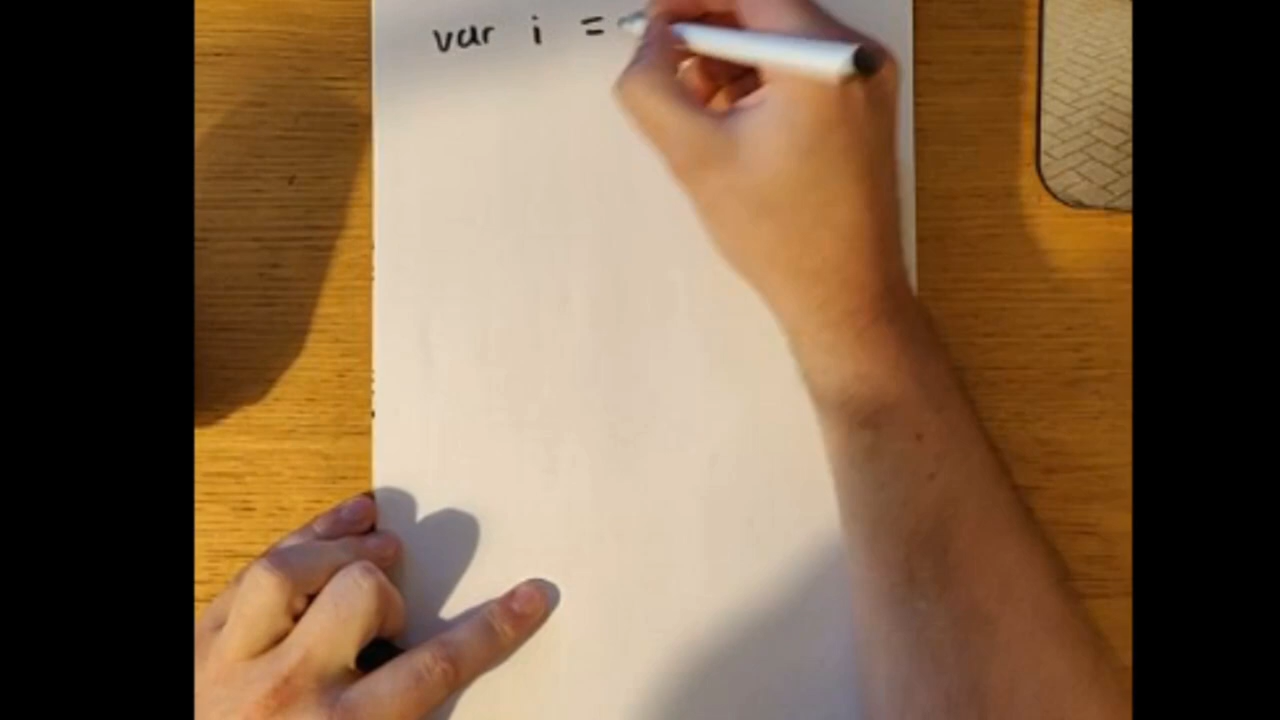 var i =